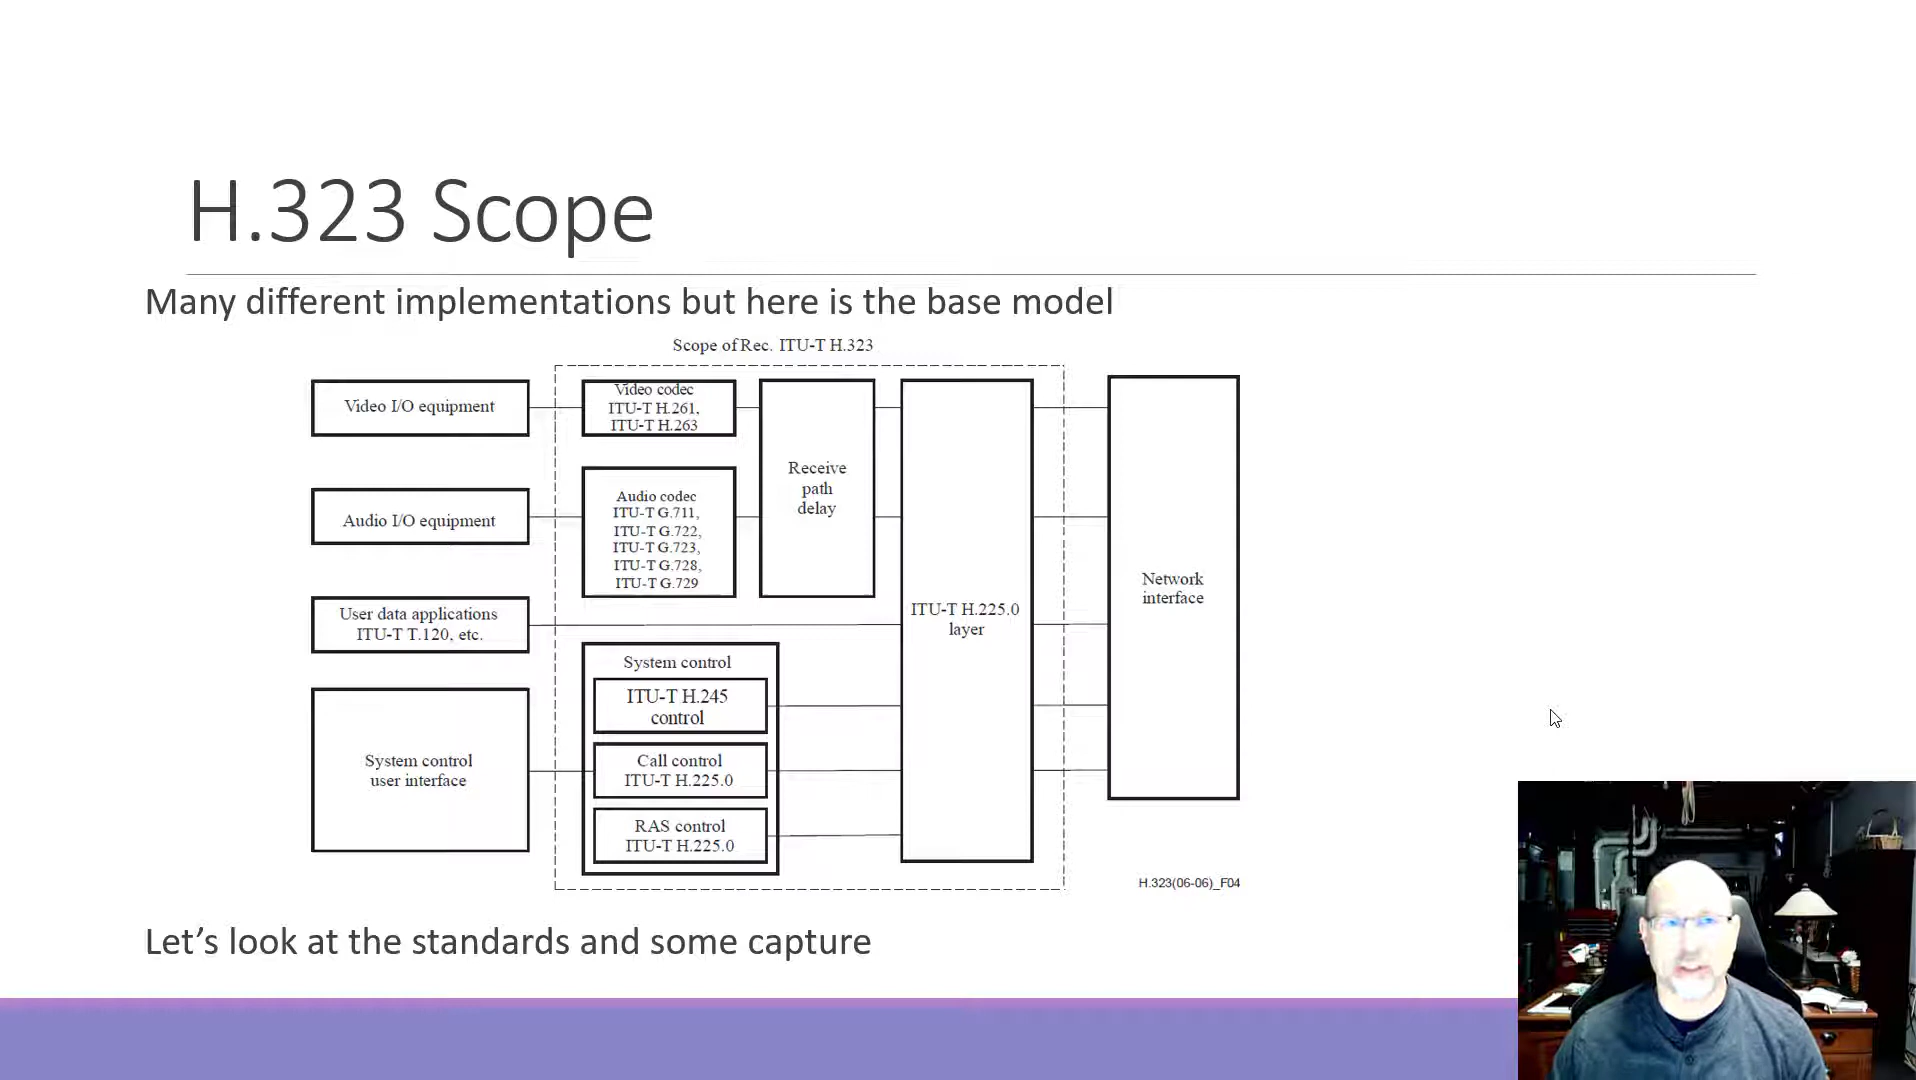 H.323 Scope
Many different implementations but here is the base model
Scope of Rec. ITU-T H.323
Video I/O equipment
Video codec
ITU-T H.261,
ITU-T H.263
Audio I/O equipment
Audio codec
ITU-T G.711,
ITU-T G.722,
ITU-T G.723,
ITU-T G.728,
ITU-T G.729
Receive
path
delay
User data applications
ITU-T T.120, etc.
System control
user interface
System control
ITU-T H.245
control
Call control
ITU-T H.225.0
RAS control
ITU-T H.225.0
ITU-T H.225.0
layer
Network
interface
H.323(06-06)_F04
Let’s look at the standards and some capture